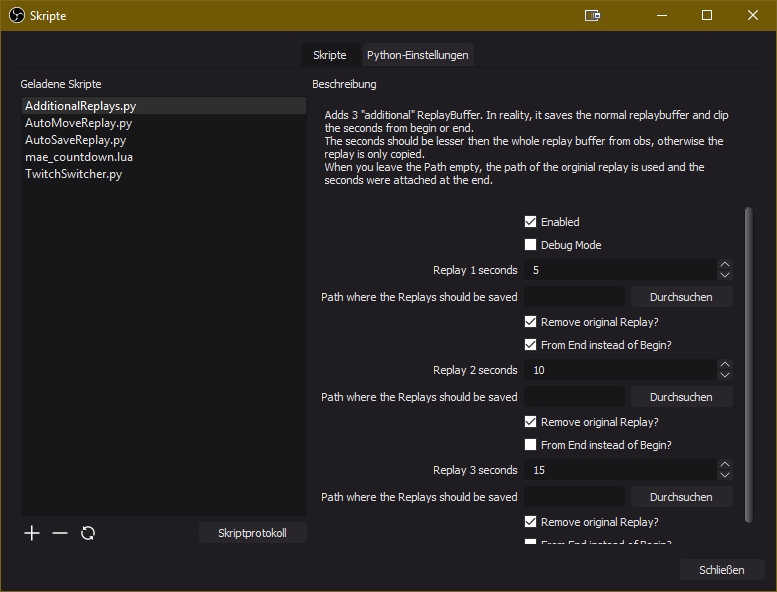 Skripte
Skripte Python-Einstellungen
Geladene Skripte
AdditionalReplays.py
AutoMoveReplay.py
AutoSaveReplay.py
mae_countdown.lua
TwitchSwitcher.py
Skriptprotokoll
Beschreibung
Adds 3 "additional" ReplayBuffer. In reality, it saves the normal replaybuffer and clip
the seconds from begin or end.
The seconds should be lesser then the whole replay buffer from obs, otherwise the
replay is only copied.
When you leave the Path empty, the path of the orginial replay is used and the
seconds were attached at the end.
Enabled
Debug Mode
Replay 1 seconds 5
Path where the Replays should be saved Durchsuchen
Remove original Replay?
From End instead of Begin?
Replay 2 seconds 10
Path where the Replays should be saved Durchsuchen
Remove original Replay?
From End instead of Begin?
Replay 3 seconds 15
Path where the Replays should be saved Durchsuchen
Remove original Replay?
From End instead of Begin?
Schließen